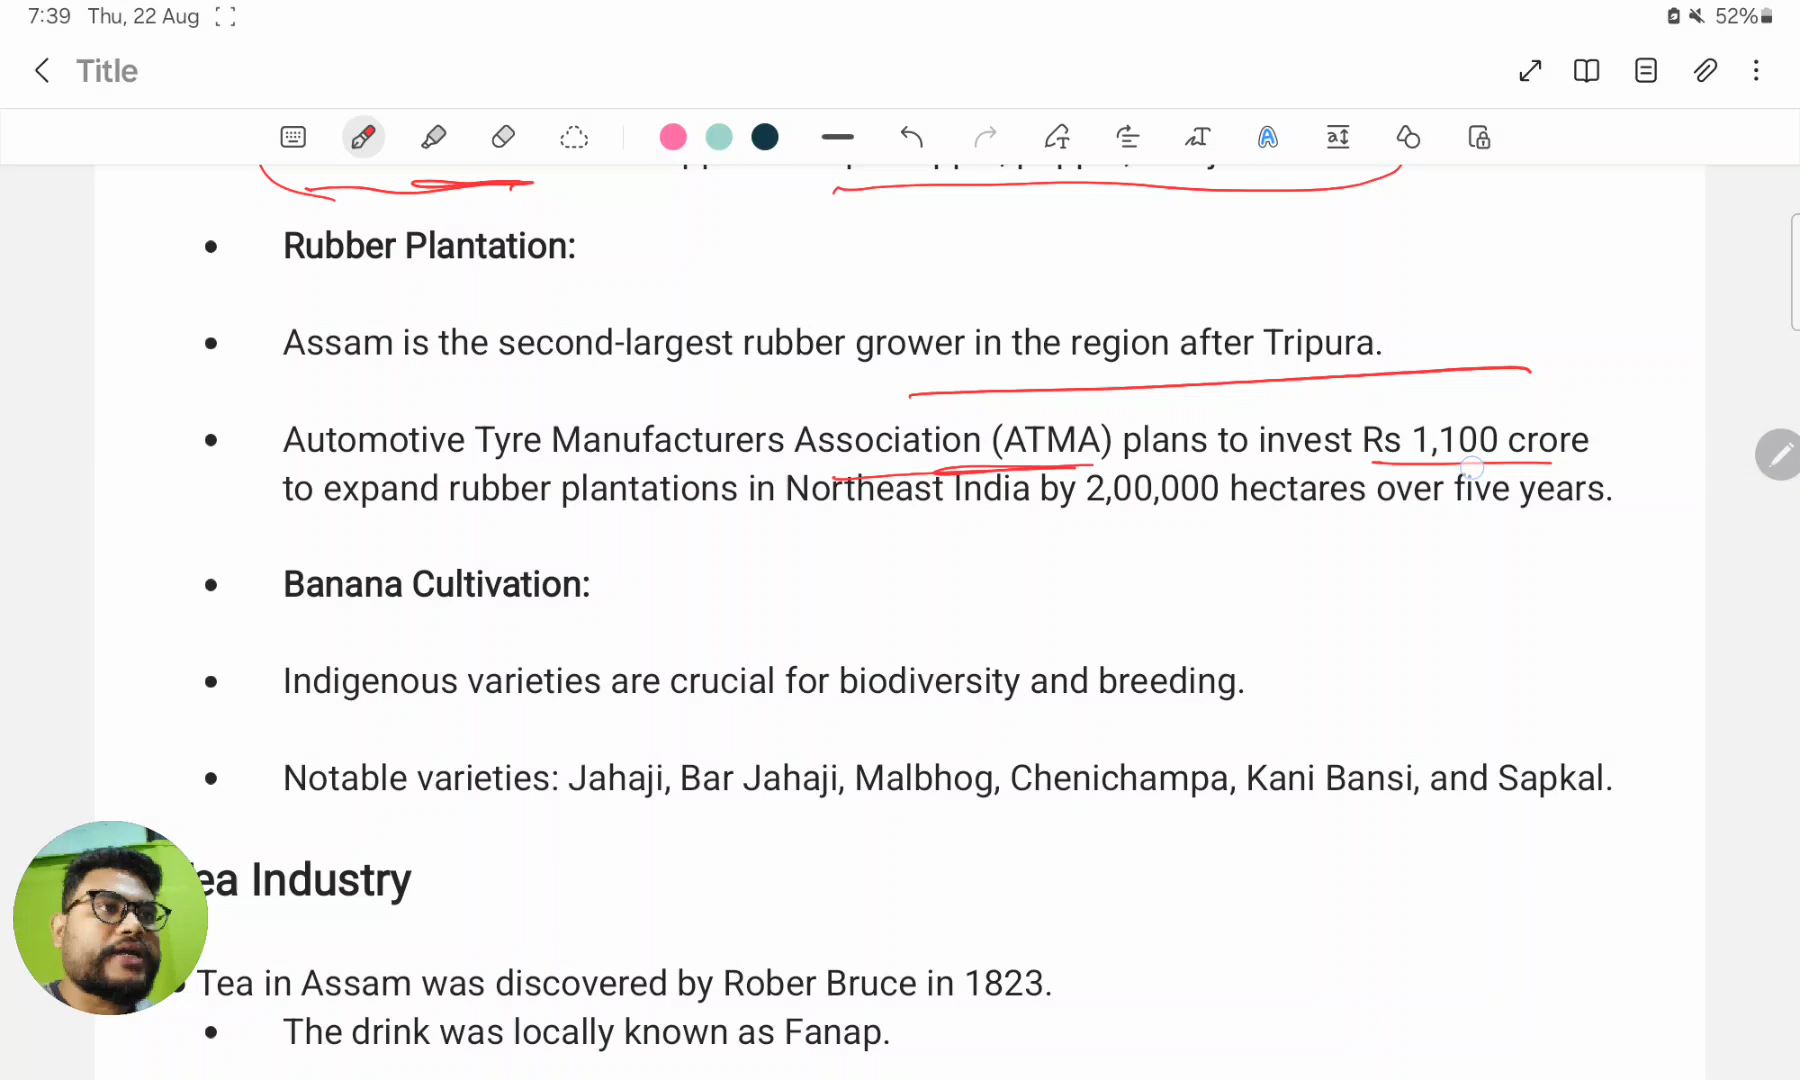 7:39 Thu, 22 Aug
52%
Title
Rubber Plantation:
Assam is the second-largest rubber grower in the region after Tripura.
Automotive Tyre Manufacturers Association (ATMA) plans to invest Rs 1,100 crore
to expand rubber plantations in Northeast India by 2,00,000 hectares over five years.
Banana Cultivation:
Indigenous varieties are crucial for biodiversity and breeding.
Notable varieties: Jahaji, Bar Jahaji, Malbhog, Chenichampa, Kani Bansi, and Sapkal.
ea Industry
Tea in Assam was discovered by Rober Bruce in 1823.
The drink was locally known as Fanap.